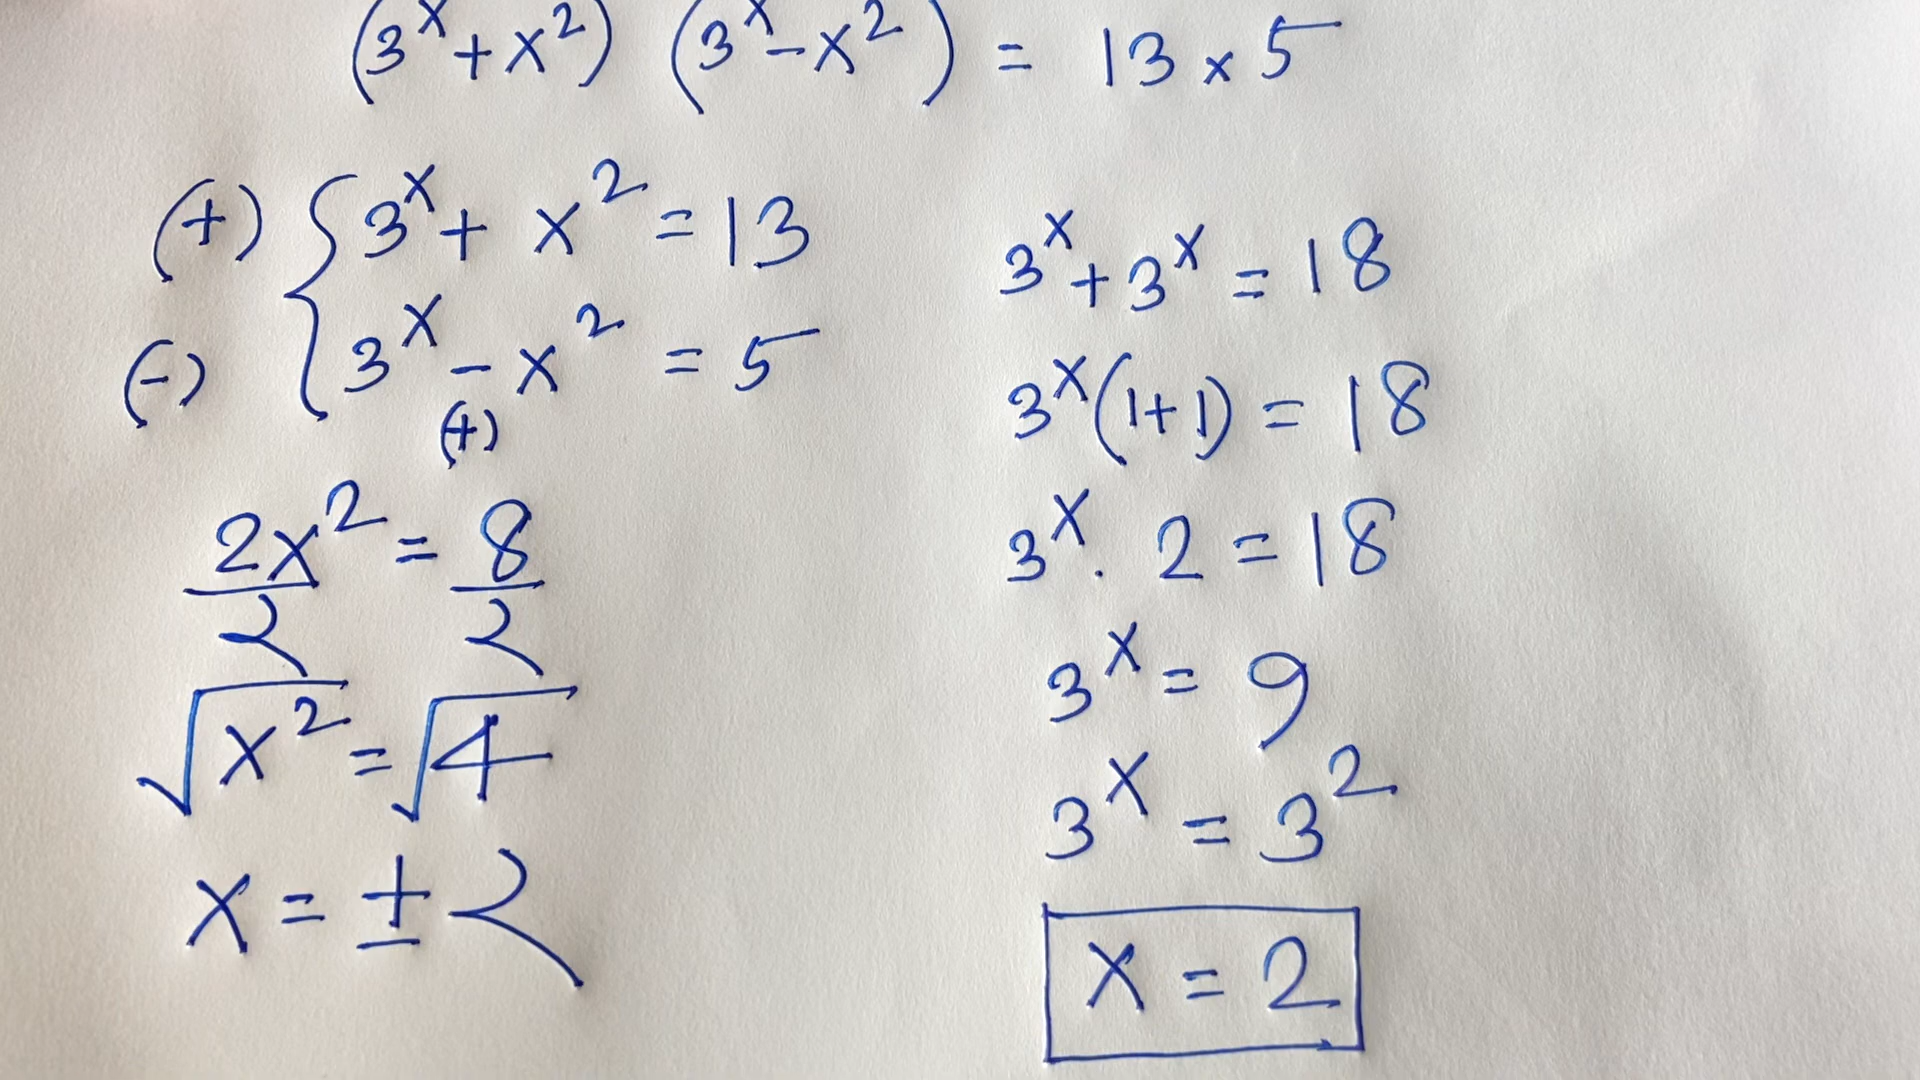 (3^x + x^2) (3^x - x^2) = 13 x 5
(+) { 3^x + x^2 = 13
(-) 3^x - x^2 = 5
(+)
2x^2/2 = 8/2
√x^2 = √4
x = ± 2
3^x + 3^x = 18
3^x (1+1) = 18
3^x . 2 = 18
3^x = 9
3^x = 3^2
x = 2